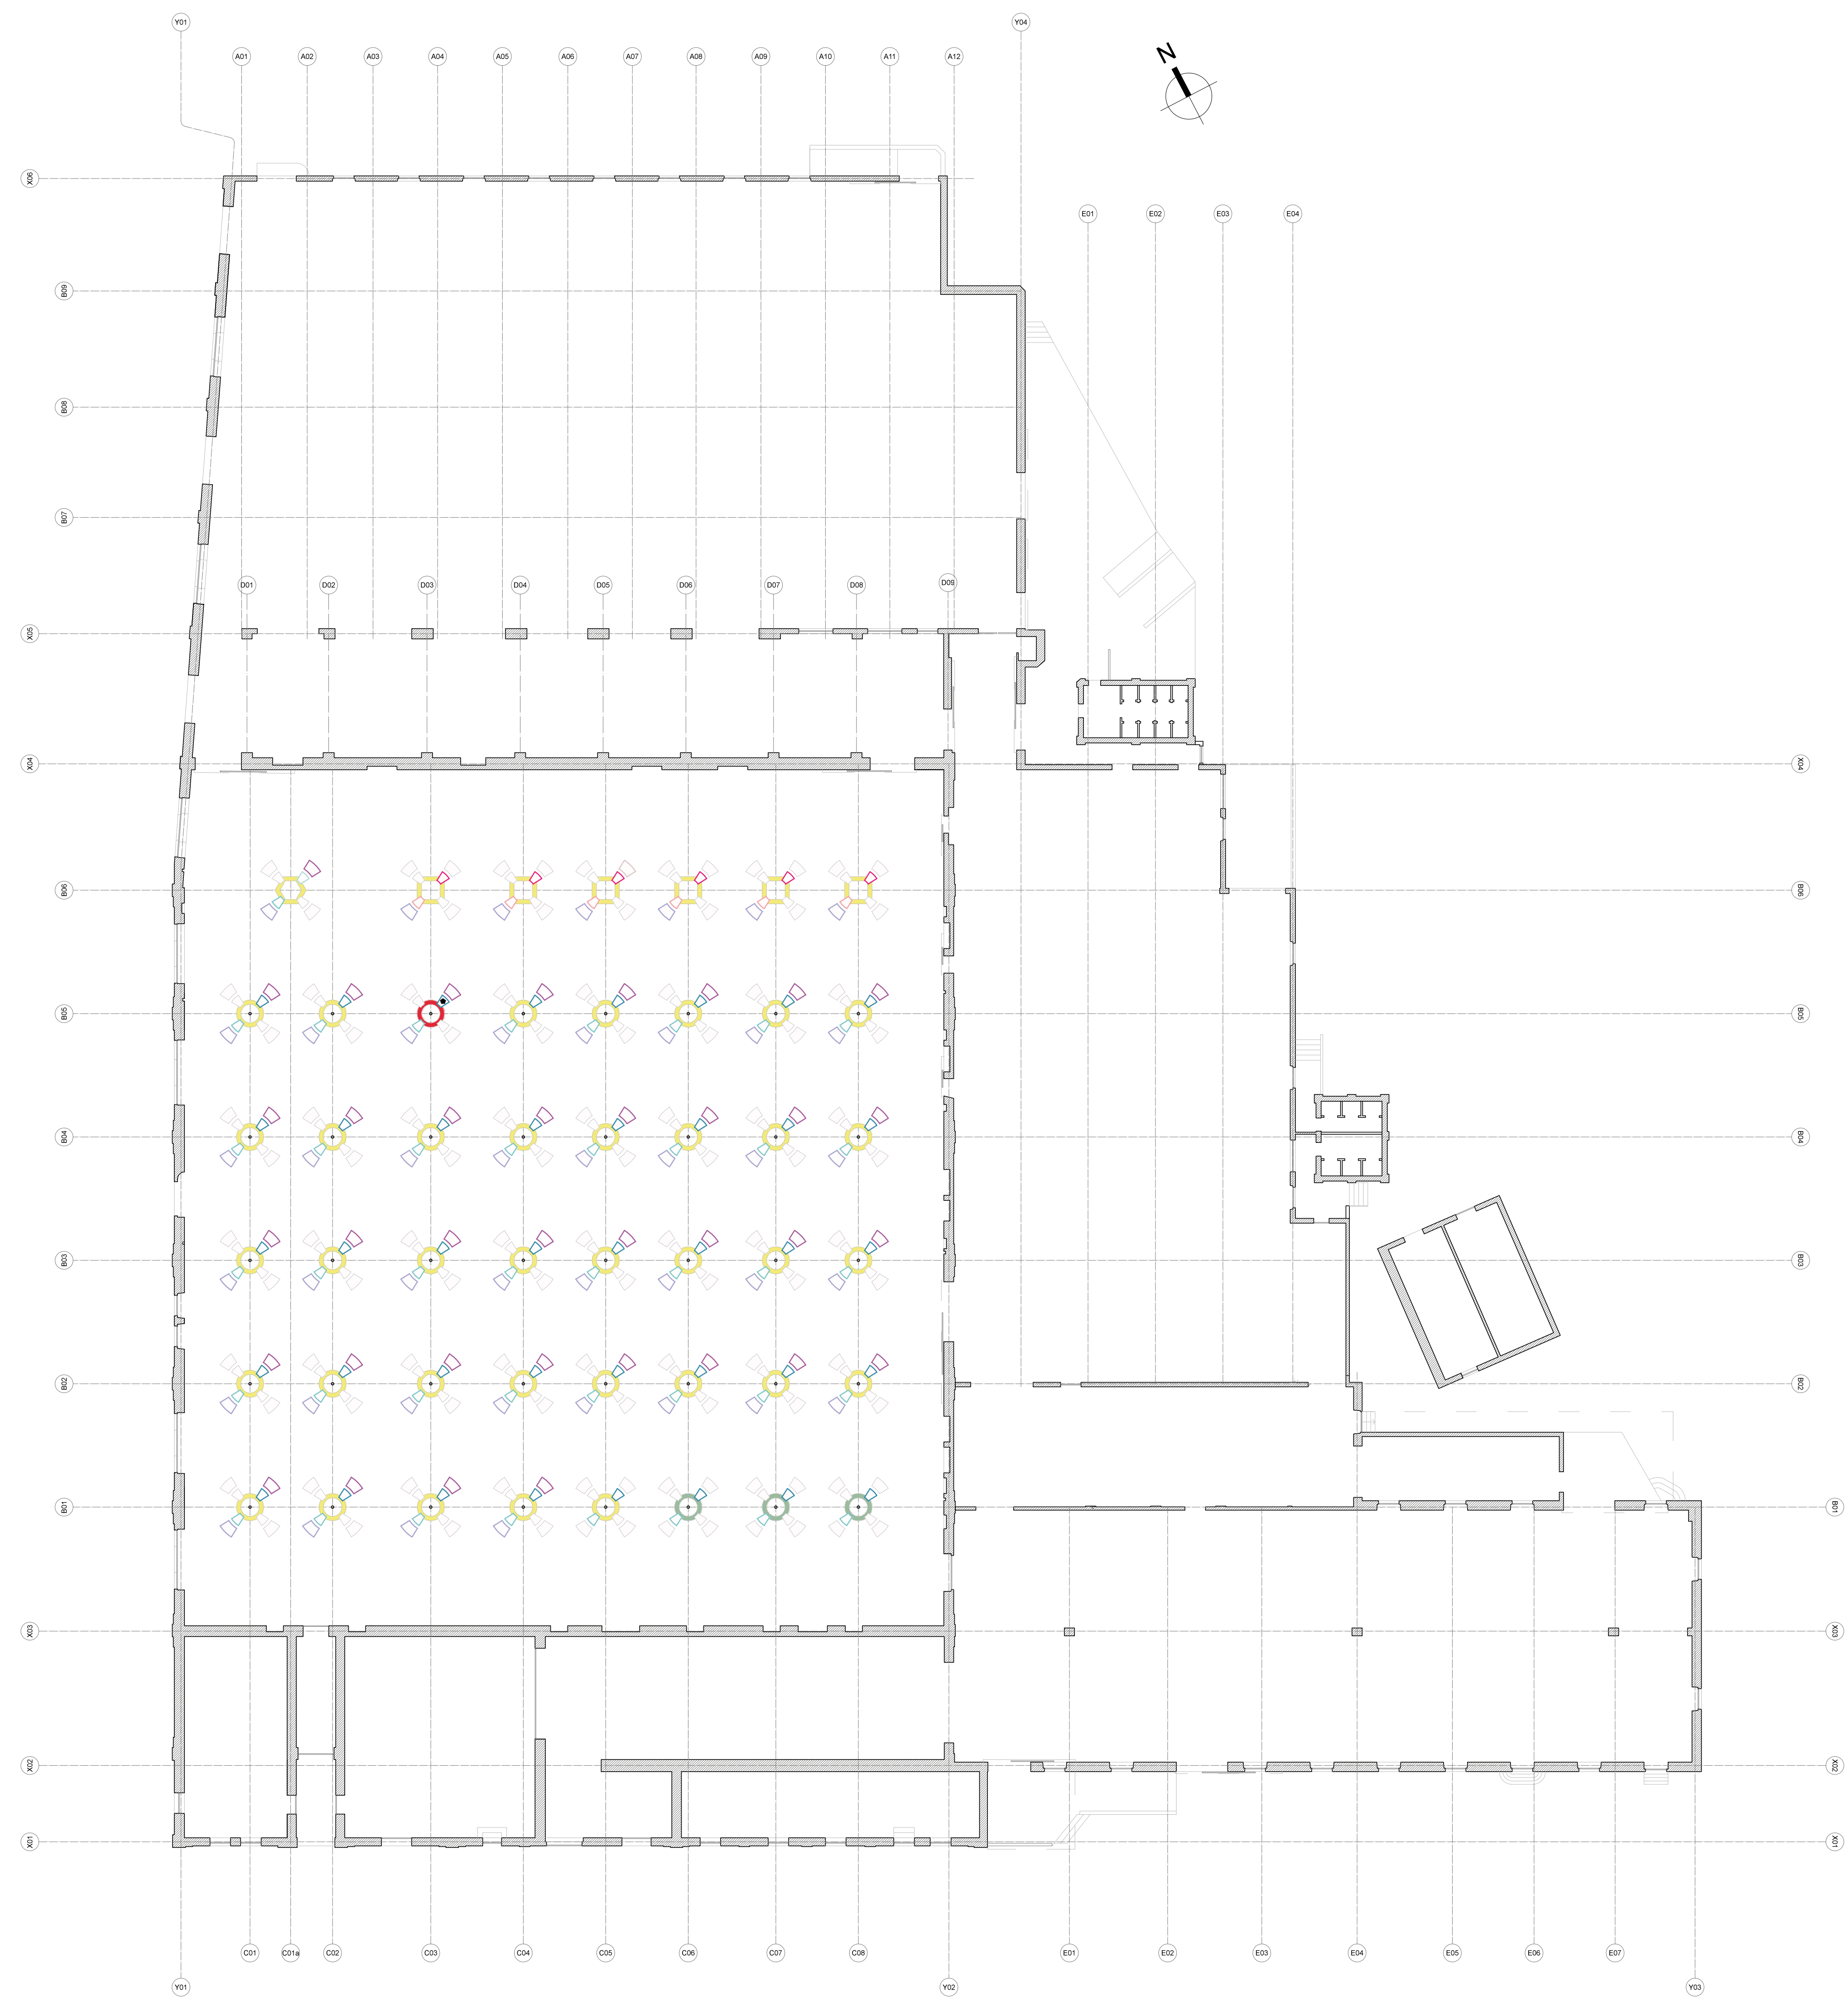 Y01
Y04
N
A01 A02 A03 A04 A05 A06 A07 A08 A09 A10 A11 A12
X06
E01 E02 E03 E04
B09
B08
B07
D01 D02 D03 D04 D05 D06 D07 D08 D09
X05
X04 X04
B06 B06
B05 B05
B04 B04
B03 B03
B02 B02
B01 B01
X03 X03
X02 X02
X01 X01
C01 C01a C02 C03 C04 C05 C06 C07 C08 E01 E02 E03 E04 E05 E06 E07
Y01 Y02 Y03